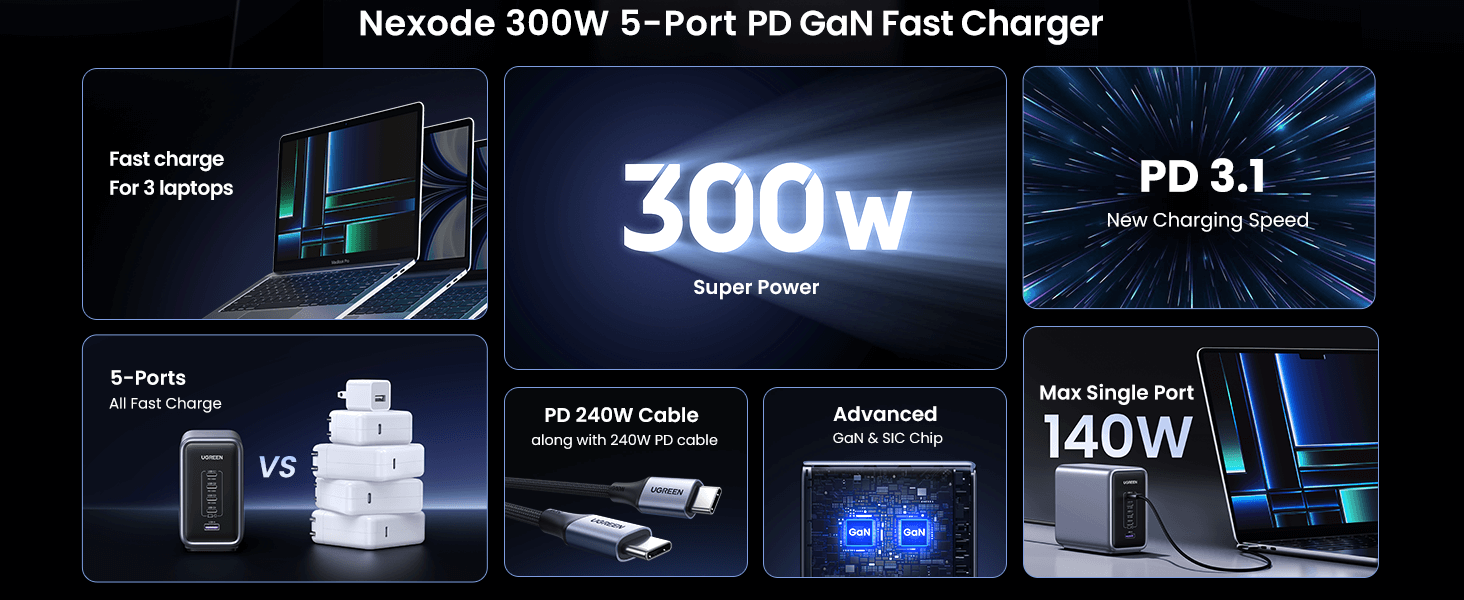 Nexode 300W 5-Port PD GaN Fast Charger
Fast charge
For 3 laptops
MacBook Pro
300W
Super Power
PD 3.1
New Charging Speed
5-Ports
All Fast Charge
UGREEN
VS
PD 240W Cable
along with 240W PD cable
UGREEN
UGREEN
Advanced
GaN & SIC Chip
GaN
GaN
Max Single Port
140W
UGREEN